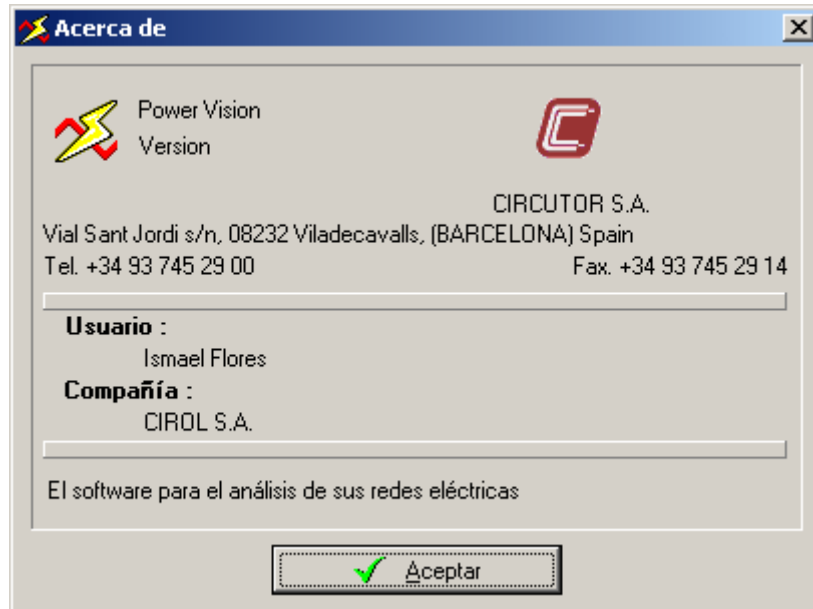 Acerca de
Power Vision
Version
CIRCUTOR S.A.
Vial Sant Jordi s/n, 08232 Viladecavalls, (BARCELONA) Spain
Tel. +34 93 745 29 00 Fax. +34 93 745 29 14
Usuario :
Ismael Flores
Compañía :
CIROL S.A.
El software para el análisis de sus redes eléctricas
Aceptar